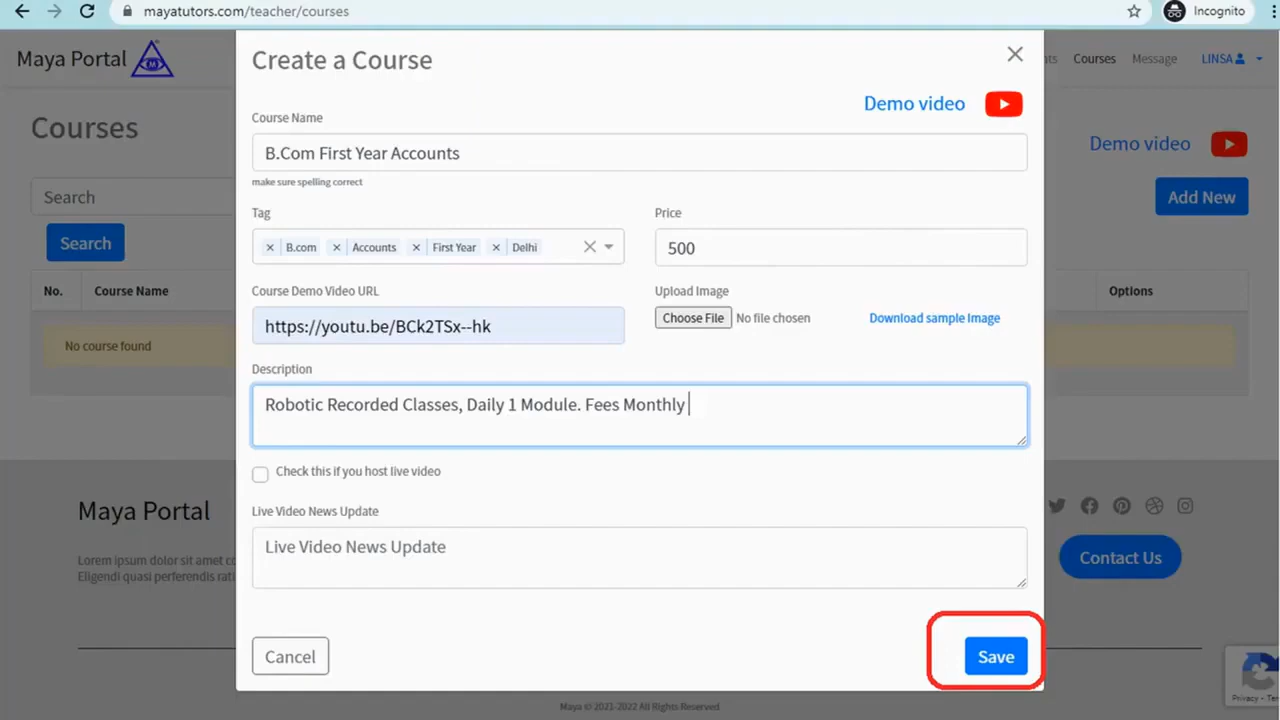 mayatutors.com/teacher/courses
Incognito
Maya Portal
Courses
Message
LINSA
Create a Course
Demo video
Courses
Demo video
Course Name
B.Com First Year Accounts
make sure spelling correct
Search
Add New
Tag
Price
B.com
Accounts
First Year
Delhi
500
Search
No.
Course Name
Options
Course Demo Video URL
Upload Image
https://youtu.be/BCk2TSx--hk
Choose File No file chosen
Download sample Image
No course found
Description
Robotic Recorded Classes, Daily 1 Module. Fees Monthly
Check this if you host live video
Maya Portal
Live Video News Update
Live Video News Update
Lorem ipsum dolor sit amet
Eligendi quasi perferendis
Contact Us
Cancel
Save
Privacy
Maya © 2021-2022 All Rights Reserved